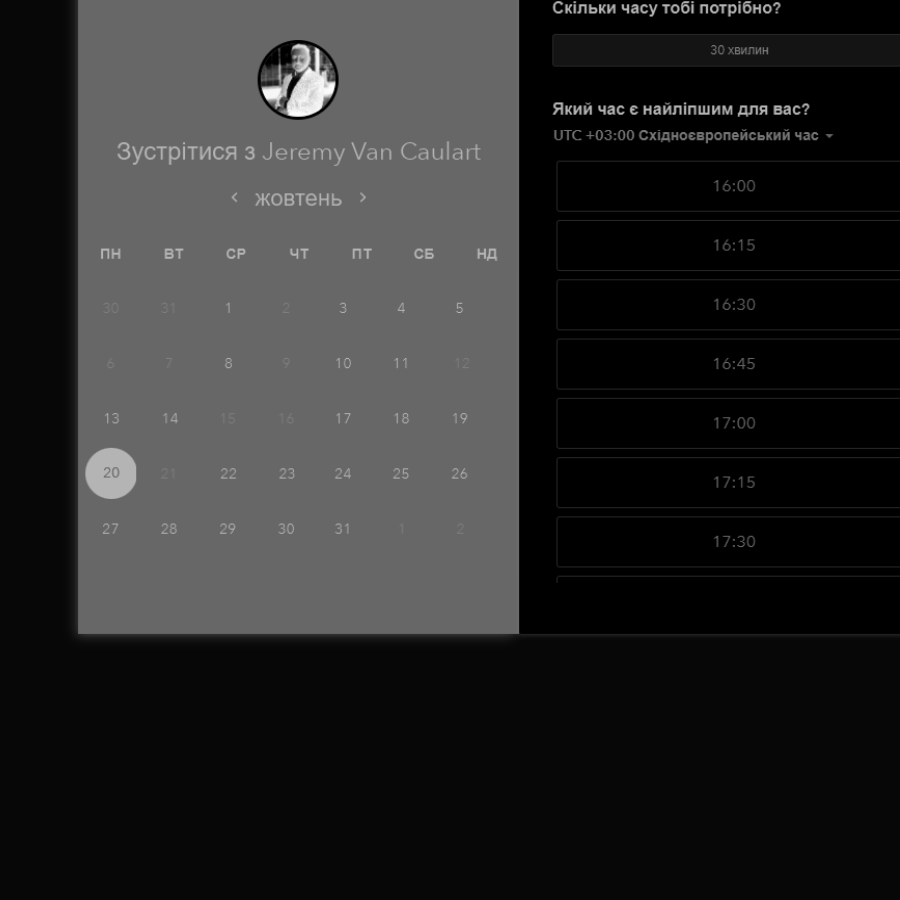 Зустрітися з Jeremy Van Caulart
жовтень
ПН ВТ СР ЧТ ПТ СБ НД
30 31 1 2 3 4 5
6 7 8 9 10 11 12
13 14 15 16 17 18 19
20 21 22 23 24 25 26
27 28 29 30 31 1 2
Скільки часу тобі потрібно?
30 хвилин
Який час є найліпшим для вас?
UTC +03:00 Східноєвропейський час
16:00
16:15
16:30
16:45
17:00
17:15
17:30